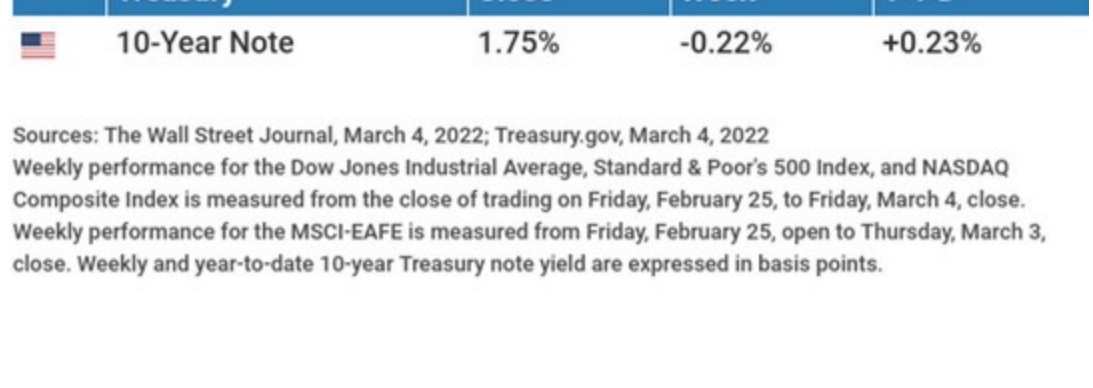 10-Year Note 1.75% -0.22% +0.23%
Sources: The Wall Street Journal, March 4, 2022; Treasury.gov, March 4, 2022
Weekly performance for the Dow Jones Industrial Average, Standard & Poor's 500 Index, and NASDAQ
Composite Index is measured from the close of trading on Friday, February 25, to Friday, March 4, close.
Weekly performance for the MSCI-EAFE is measured from Friday, February 25, open to Thursday, March 3,
close. Weekly and year-to-date 10-year Treasury note yield are expressed in basis points.